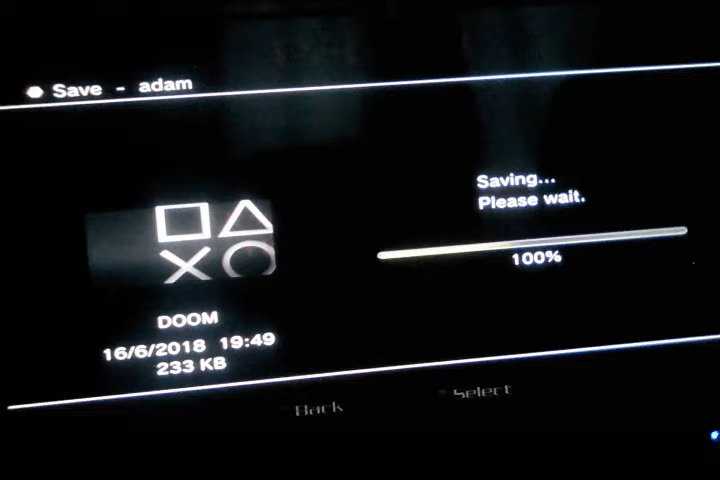 Save - adam
Saving...
Please wait.
100%
DOOM
16/6/2018 19:49
233 KB
Back
Select